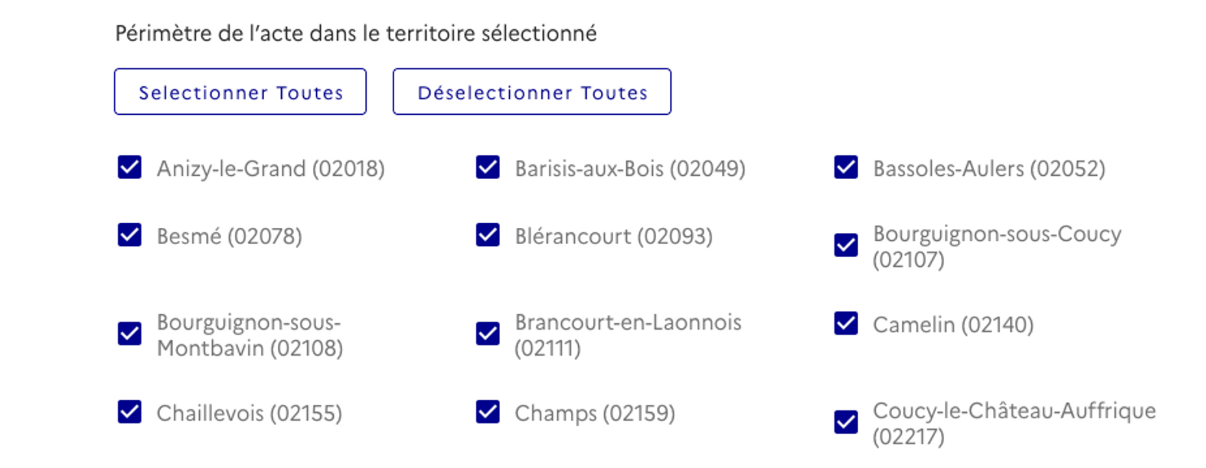 Périmètre de l’acte dans le territoire sélectionné
Selectionner Toutes
Déselectionner Toutes
Anizy-le-Grand (02018)
Barisis-aux-Bois (02049)
Bassoles-Aulers (02052)
Besmé (02078)
Blérancourt (02093)
Bourguignon-sous-Coucy
(02107)
Bourguignon-sous-
Montbavin (02108)
Brancourt-en-Laonnois
(02111)
Camelin (02140)
Chaillevois (02155)
Champs (02159)
Coucy-le-Château-Auffrique
(02217)